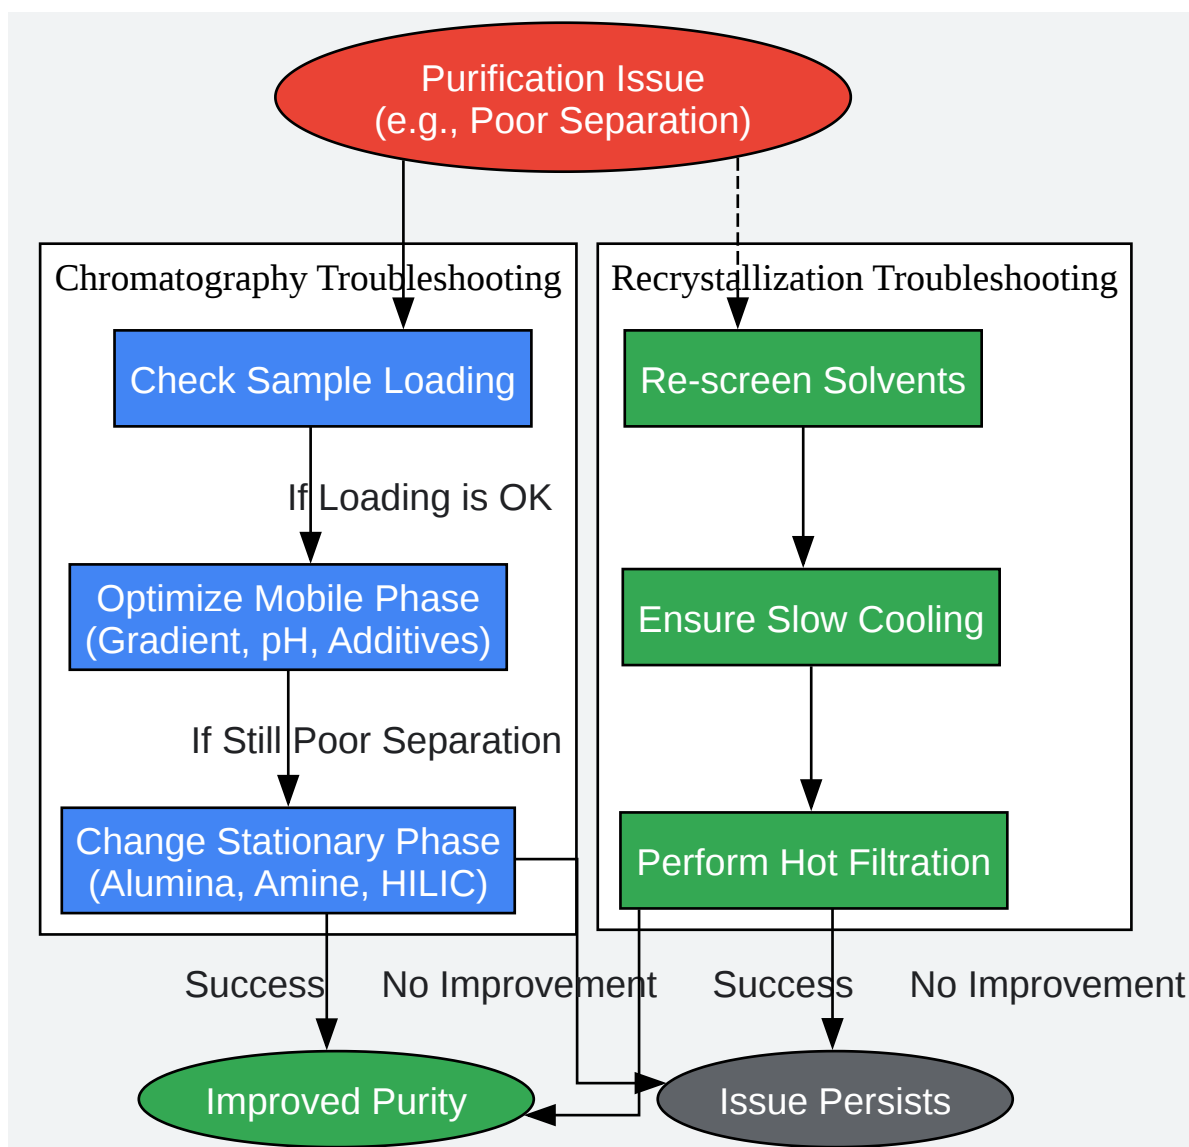 Purification Issue
(e.g., Poor Separation)
Chromatography Troubleshooting
Check Sample Loading
If Loading is OK
Optimize Mobile Phase
(Gradient, pH, Additives)
If Still Poor Separation
Change Stationary Phase
(Alumina, Amine, HILIC)
Recrystallization Troubleshooting
Re-screen Solvents
Ensure Slow Cooling
Perform Hot Filtration
Success
No Improvement
Success
No Improvement
Improved Purity
Issue Persists